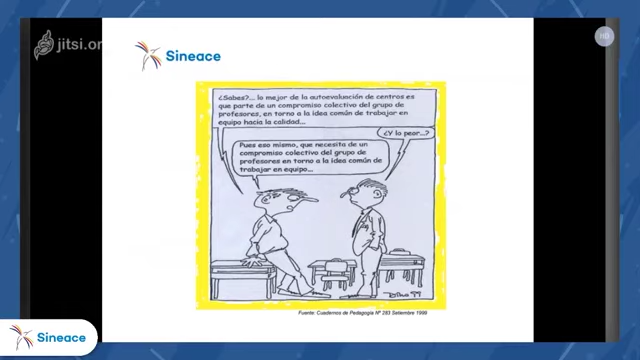 jitsi.or
HD
Sineace
¿Sabes?... lo mejor de la autoevaluación de centros es
que parte de un compromiso colectivo del grupo de
profesores, en torno a la idea común de trabajar en
equipo hacia la calidad...
¿Y lo peor...?
Pues eso mismo, que necesita de un
compromiso colectivo del grupo de
profesores en torno a la idea común de
trabajar en equipo...
Fuente: Cuadernos de Pedagogía Nº 283 Setiembre 1998
Sineace